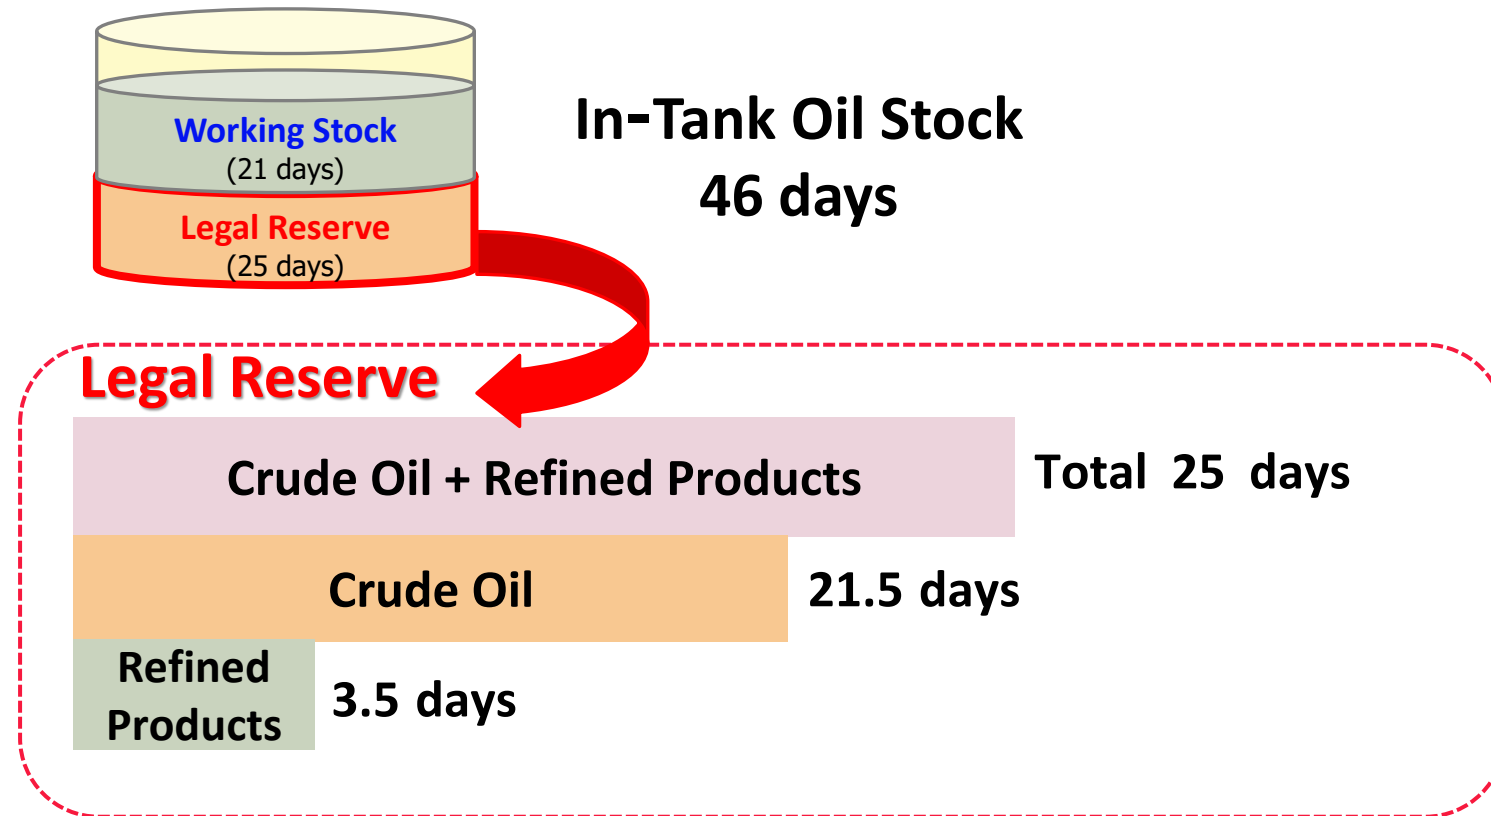 Working Stock
(21 days)
Legal Reserve
(25 days)
In-Tank Oil Stock
46 days
Legal Reserve
Crude Oil + Refined Products
Total 25 days
Crude Oil
21.5 days
Refined
Products
3.5 days